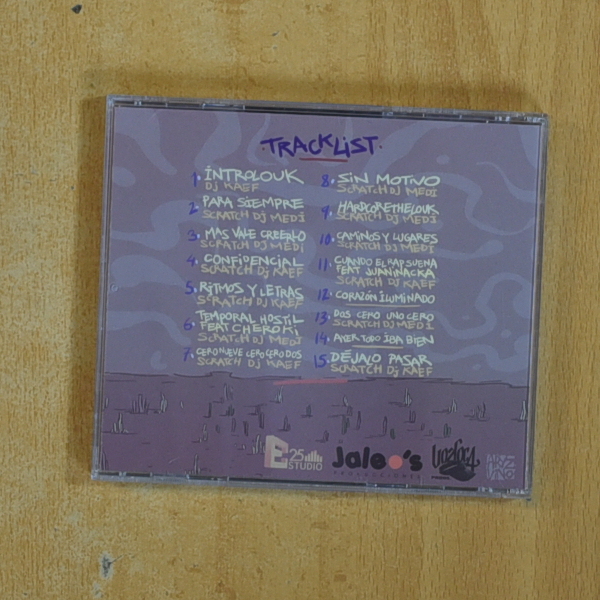 TRACKLIST.
1. INTROLOUK
DJ KAEF
2. PARA SIEMPRE
SCRATCH DJ MEDI
3. MAS VALE CREERLO
SCRATCH DJ MEDI
4. CONFIDENCIAL
SCRATCH DJ KAEF
5. RITMOS Y LETRAS
SCRATCH DJ KAEF
6. TEMPORAL HOSTIL
FEAT CHEROKI
SCRATCH DJ MEDI
7. CERO NUEVE CERO CERO DOS
SCRATCH DJ KAEF
8. SIN MOTIVO
SCRATCH DJ MEDI
9. HARDCORETHELOUK
SCRATCH DJ MEDI
10. CAMINOS Y LUGARES
SCRATCH DJ MEDI
11. CUANDO EL RAP SUENA
FEAT JUANINACKA
SCRATCH DJ KAEF
12. CORAZÓN ILUMINADO
13. DOS CERO UNO CERO
SCRATCH DJ MEDI
14. AYER TODO IBA BIEN
15. DÉJALO PASAR
SCRATCH DJ KAEF
E 25
ESTUDIO
Jaleo's
PRODUCCIONES